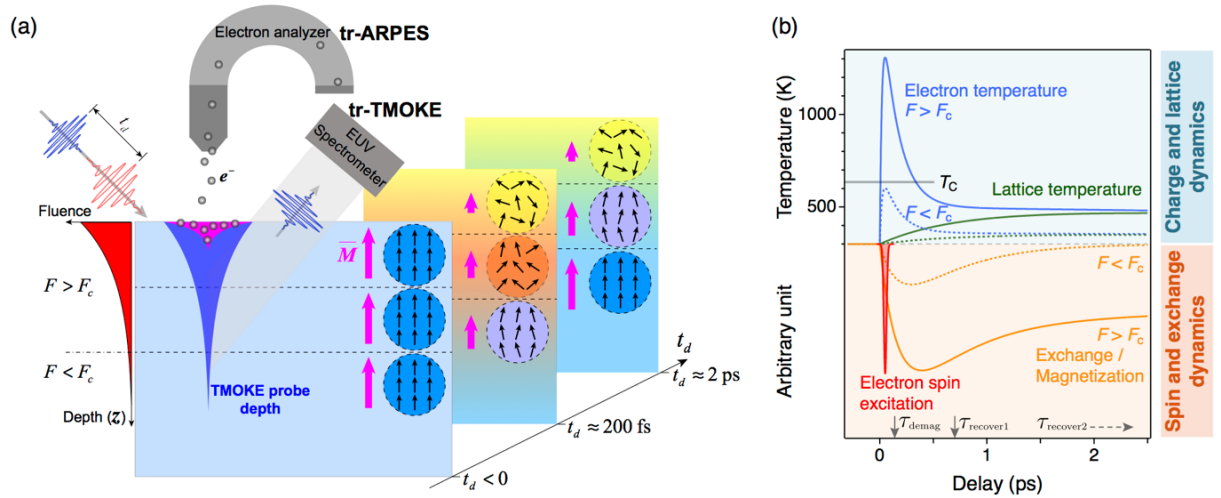 (a)
Electron analyzer
tr-ARPES
tr-TMOKE
EUV
Spectrometer
t_d
e⁻
Fluence
F > F_c
F < F_c
Depth (z)
TMOKE probe
depth
M̅
t_d
t_d ≈ 2 ps
t_d ≈ 200 fs
t_d < 0
(b)
Temperature (K)
1000
500
Electron temperature
F > F_c
T_C
Lattice temperature
F < F_c
Charge and lattice
dynamics
Arbitrary unit
F < F_c
F > F_c
Exchange /
Magnetization
Electron spin
excitation
τ_demag
τ_recover1
τ_recover2
Spin and exchange
dynamics
0
1
2
Delay (ps)